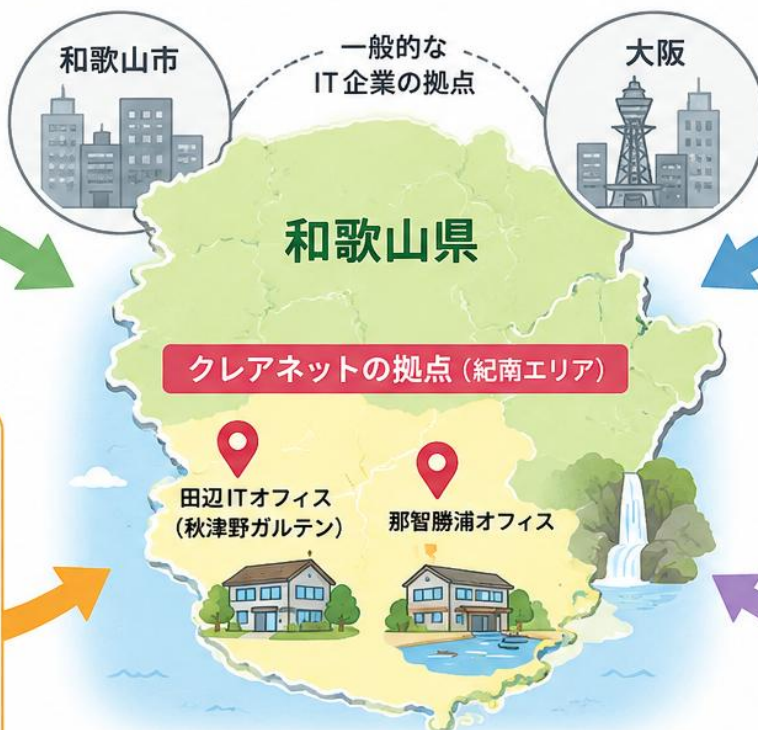 和歌山市
一般的な
IT企業の拠点
大阪
和歌山県
クレアネットの拠点（紀南エリア）
田辺ITオフィス
（秋津野ガルテン）
那智勝浦オフィス